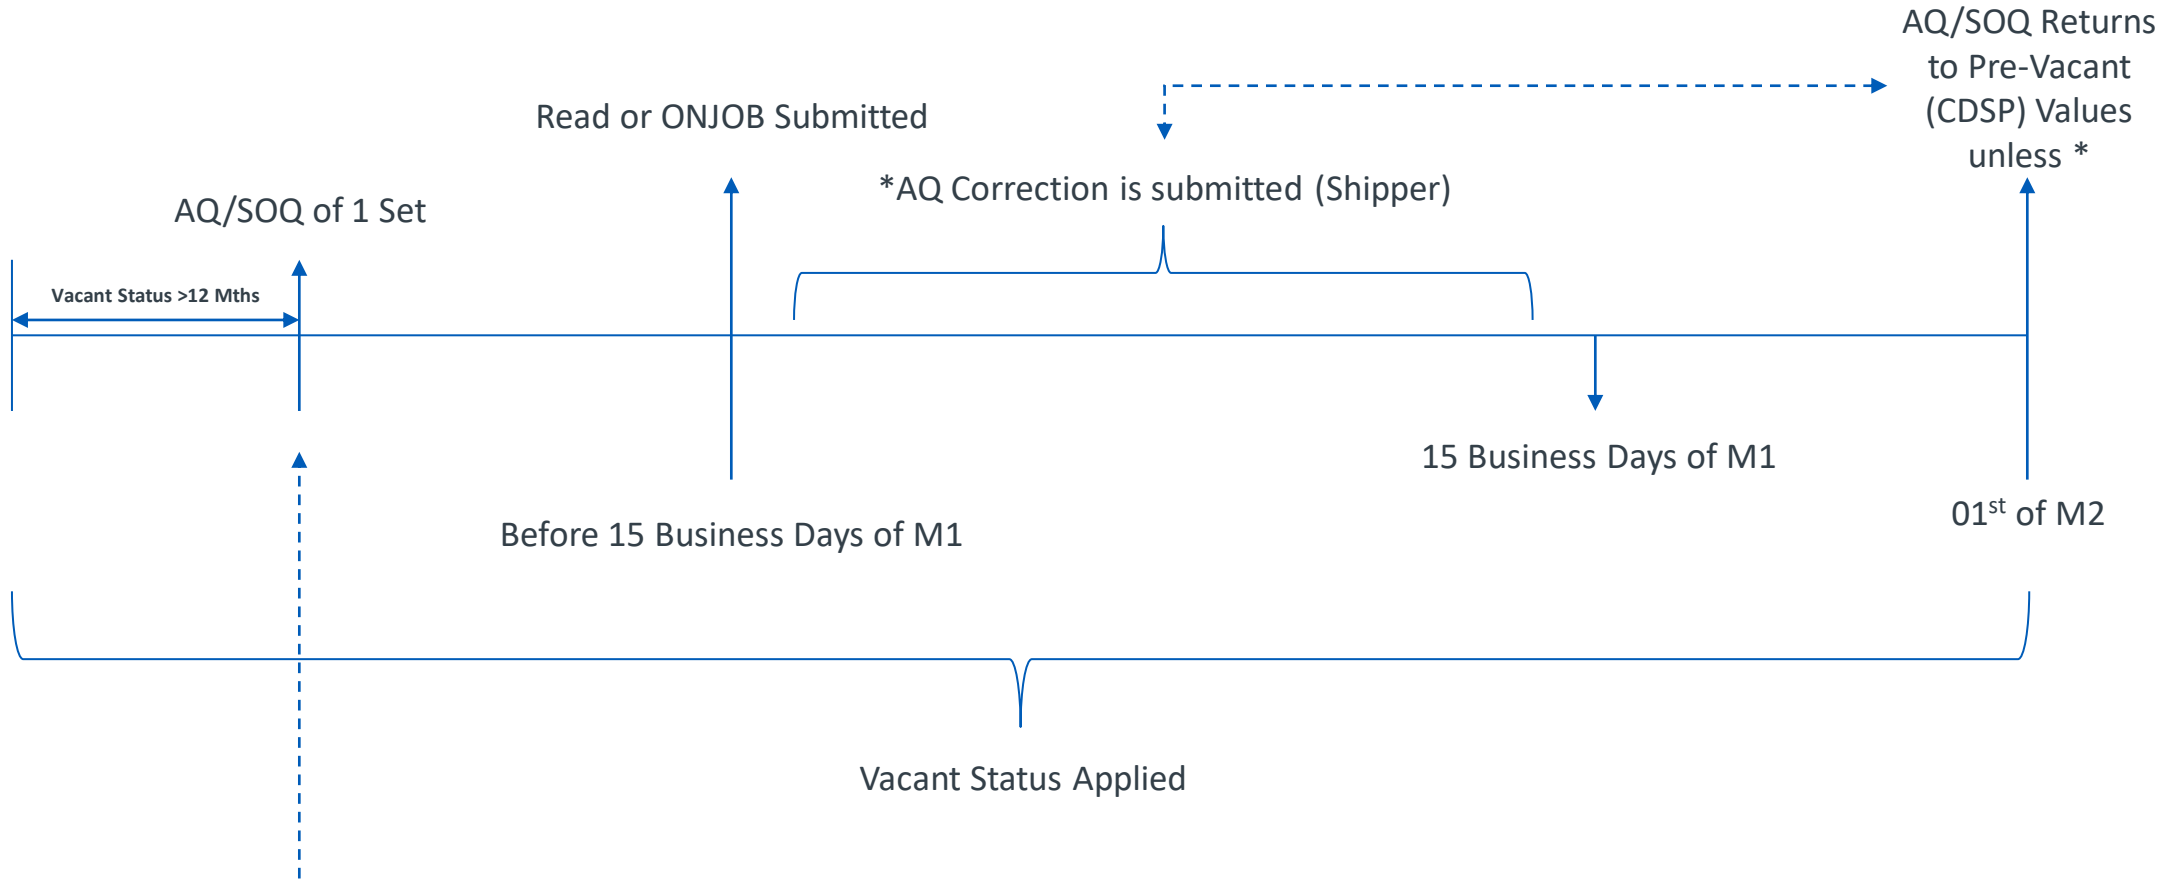 AQ/SOQ Returns
to Pre-Vacant
(CDSP) Values
unless *
Read or ONJOB Submitted
*AQ Correction is submitted (Shipper)
AQ/SOQ of 1 Set
Vacant Status >12 Mths
15 Business Days of M1
01st of M2
Before 15 Business Days of M1
Vacant Status Applied